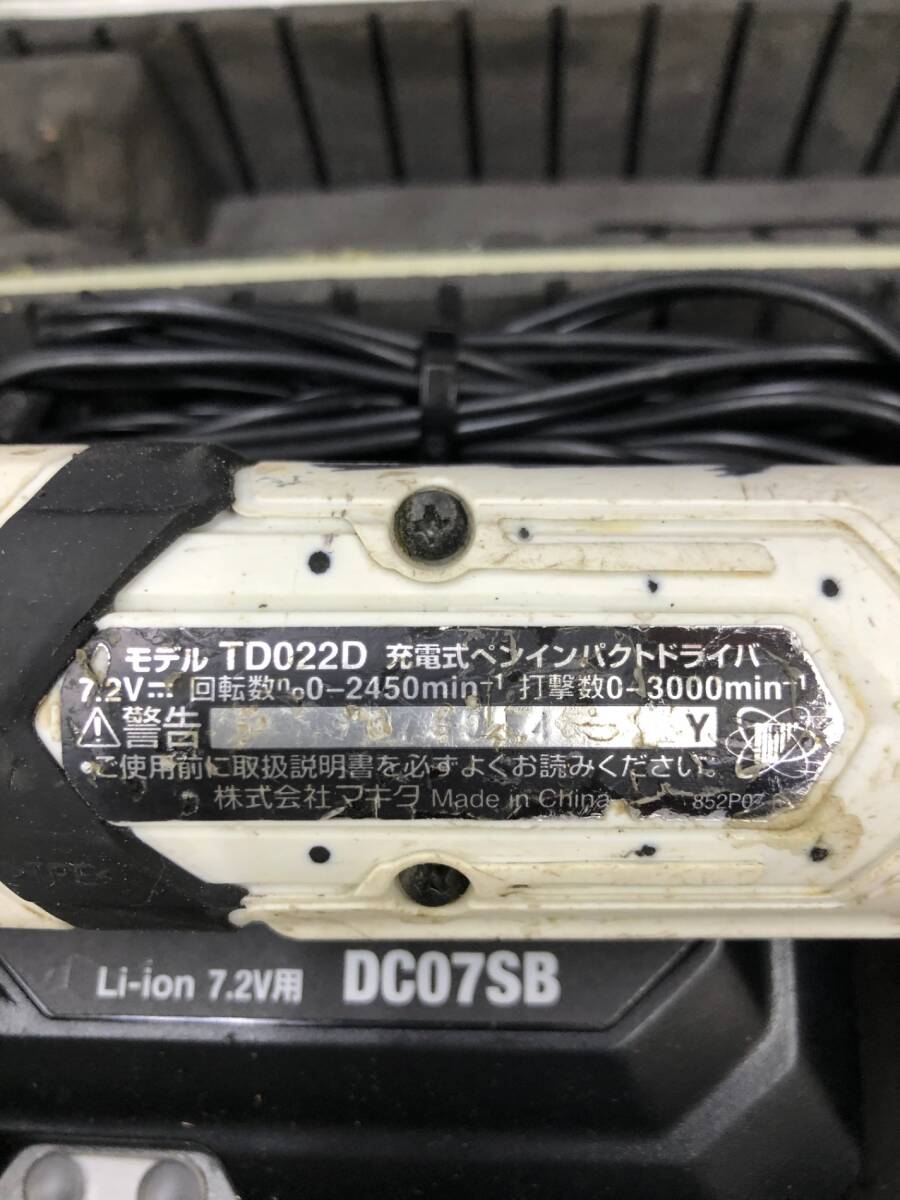 モデル TD022D 充電式ペンインパクトドライバ
7.2V⎓ 回転数n₀0-2450min⁻¹ 打撃数0-3000min⁻¹
⚠警告 Y
•ご使用前に取扱説明書を必ずよくお読みください。
株式会社マキタ Made in China 852P07
Li-ion 7.2V用 DC07SB